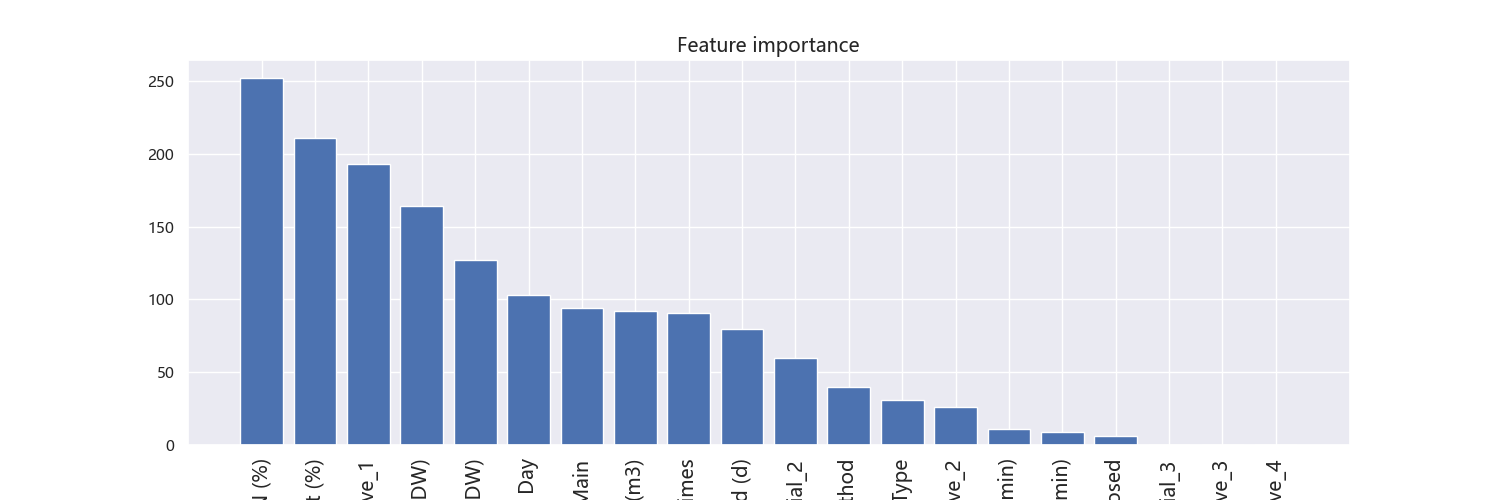 Feature importance
250
200
150
100
50
0
N (%)
t (%)
ve_1
DW)
DW)
Day
Main
(m3)
imes
d (d)
ial_2
thod
Type
ve_2
min)
min)
osed
ial_3
ve_3
ve_4